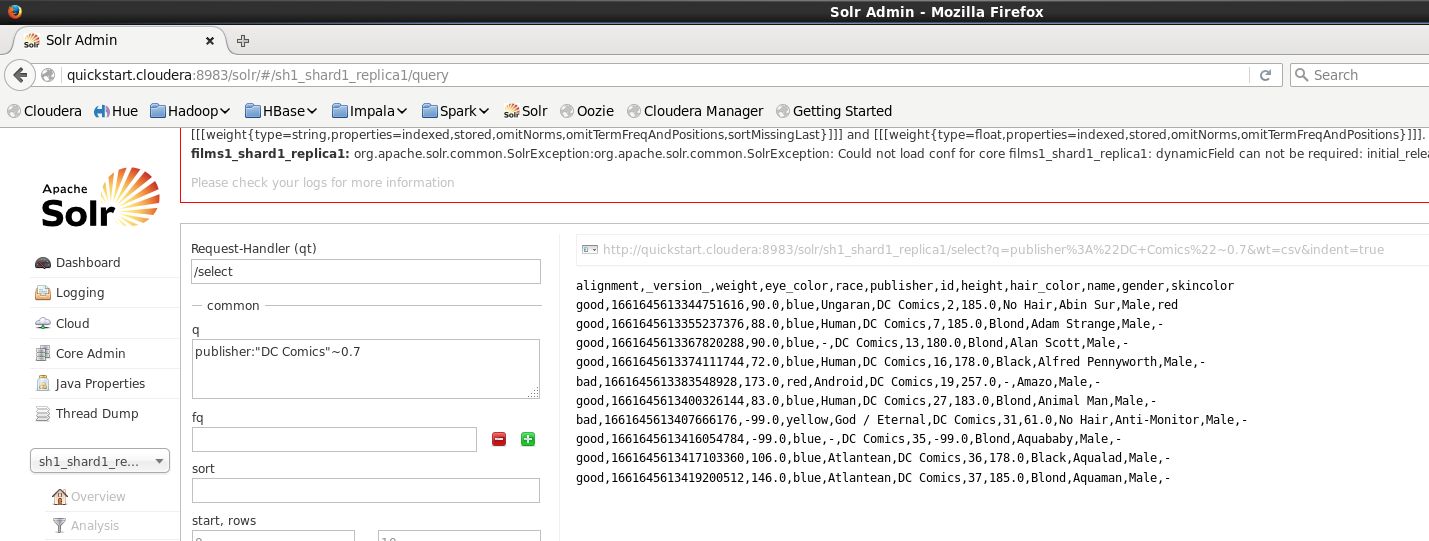 Solr Admin - Mozilla Firefox
Solr Admin
quickstart.cloudera:8983/solr/#/sh1_shard1_replica1/query
Search
Cloudera Hue Hadoop HBase Impala Spark Solr Oozie Cloudera Manager Getting Started
[[[weight{type=string,properties=indexed,stored,omitNorms,omitTermFreqAndPositions,sortMissingLast}]]] and [[[weight{type=float,properties=indexed,stored,omitNorms,omitTermFreqAndPositions}]]].
films1_shard1_replica1: org.apache.solr.common.SolrException:org.apache.solr.common.SolrException: Could not load conf for core films1_shard1_replica1: dynamicField can not be required: initial_relea
Please check your logs for more information
Apache
Solr
Dashboard
Logging
Cloud
Core Admin
Java Properties
Thread Dump
sh1_shard1_re...
Overview
Analysis
Request-Handler (qt)
/select
common
q
publisher:"DC Comics"~0.7
fq
sort
start, rows
0
10
http://quickstart.cloudera:8983/solr/sh1_shard1_replica1/select?q=publisher%3A%22DC+Comics%22~0.7&wt=csv&indent=true
alignment,_version_,weight,eye_color,race,publisher,id,height,hair_color,name,gender,skincolor
good,1661645613344751616,90.0,blue,Ungaran,DC Comics,2,185.0,No Hair,Abin Sur,Male,red
good,1661645613355237376,88.0,blue,Human,DC Comics,7,185.0,Blond,Adam Strange,Male,-
good,1661645613367820288,90.0,blue,-,DC Comics,13,180.0,Blond,Alan Scott,Male,-
good,1661645613374111744,72.0,blue,Human,DC Comics,16,178.0,Black,Alfred Pennyworth,Male,-
bad,1661645613383548928,173.0,red,Android,DC Comics,19,257.0,-,Amazo,Male,-
good,1661645613400326144,83.0,blue,Human,DC Comics,27,183.0,Blond,Animal Man,Male,-
bad,1661645613407666176,-99.0,yellow,God / Eternal,DC Comics,31,61.0,No Hair,Anti-Monitor,Male,-
good,1661645613416054784,-99.0,blue,-,DC Comics,35,-99.0,Blond,Aquababy,Male,-
good,1661645613417103360,106.0,blue,Atlantean,DC Comics,36,178.0,Black,Aqualad,Male,-
good,1661645613419200512,146.0,blue,Atlantean,DC Comics,37,185.0,Blond,Aquaman,Male,-